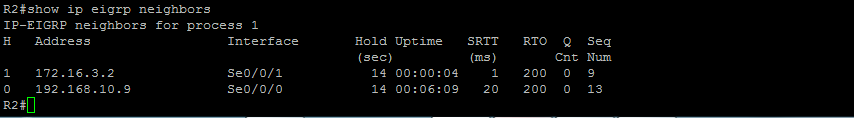 R2#show ip eigrp neighbors
IP-EIGRP neighbors for process 1
H   Address                 Interface       Hold Uptime   SRTT   RTO  Q  Seq
                                            (sec)         (ms)       Cnt Num
1   172.16.3.2              Se0/0/1           14 00:00:04    1   200  0  9
0   192.168.10.9            Se0/0/0           14 00:06:09   20   200  0  13
R2#